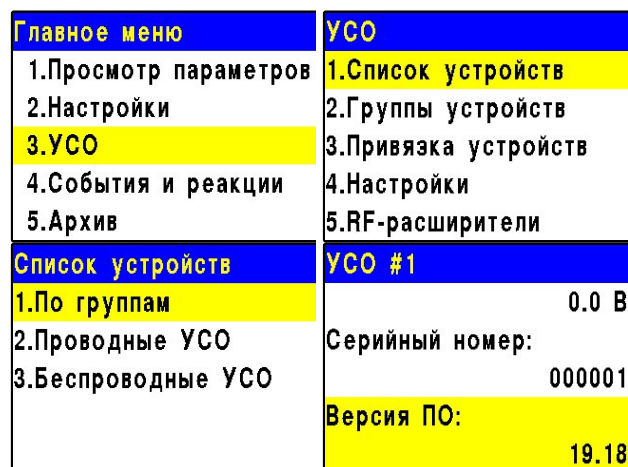 Главное меню
1.Просмотр параметров
2.Настройки
3.УСО
4.События и реакции
5.Архив
УСО
1.Список устройств
2.Группы устройств
3.Привязка устройств
4.Настройки
5.RF-расширители
Список устройств
1.По группам
2.Проводные УСО
3.Беспроводные УСО
УСО #1
0.0 В
Серийный номер:
000001
Версия ПО:
19.18